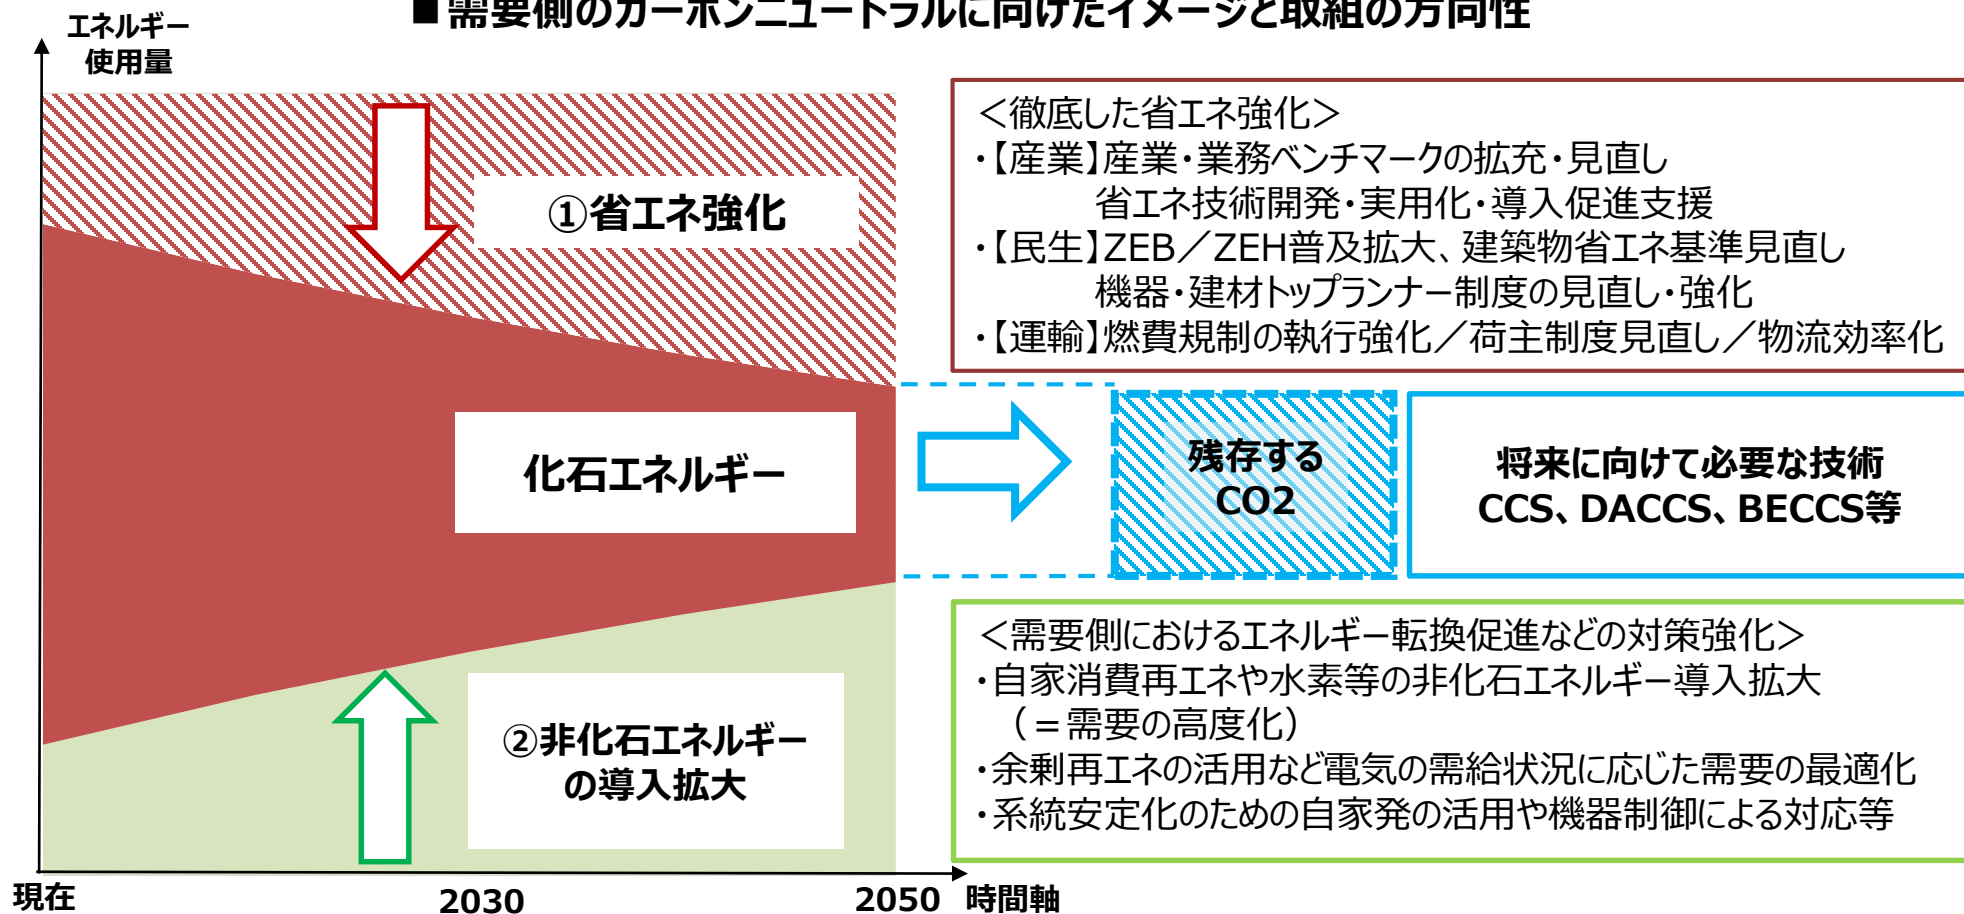 ■需要側のカーボンニュートラルに向けたイメージと取組の方向性
エネルギー
使用量
①省エネ強化
化石エネルギー
②非化石エネルギー
の導入拡大
現在
2030
2050
時間軸
＜徹底した省エネ強化＞
・【産業】産業・業務ベンチマークの拡充・見直し
省エネ技術開発・実用化・導入促進支援
・【民生】ZEB／ZEH普及拡大、建築物省エネ基準見直し
機器・建材トップランナー制度の見直し・強化
・【運輸】燃費規制の執行強化／荷主制度見直し／物流効率化
残存する
CO2
将来に向けて必要な技術
CCS、DACCS、BECCS等
＜需要側におけるエネルギー転換促進などの対策強化＞
・自家消費再エネや水素等の非化石エネルギー導入拡大
（＝需要の高度化）
・余剰再エネの活用など電気の需給状況に応じた需要の最適化
・系統安定化のための自家発の活用や機器制御による対応等